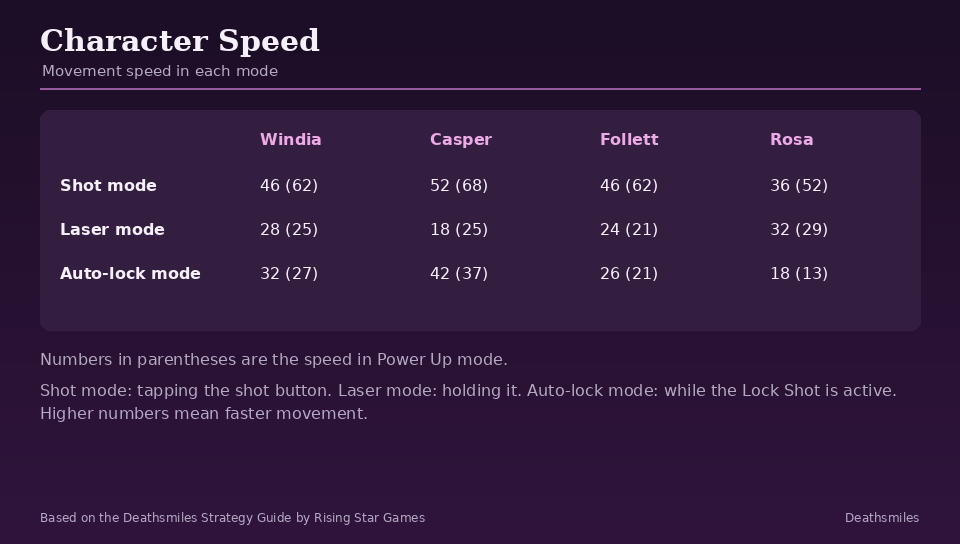 Character Speed
Movement speed in each mode
Windia Casper Follett Rosa
Shot mode 46 (62) 52 (68) 46 (62) 36 (52)
Laser mode 28 (25) 18 (25) 24 (21) 32 (29)
Auto-lock mode 32 (27) 42 (37) 26 (21) 18 (13)
Numbers in parentheses are the speed in Power Up mode.
Shot mode: tapping the shot button. Laser mode: holding it. Auto-lock mode: while the Lock Shot is active.
Higher numbers mean faster movement.
Based on the Deathsmiles Strategy Guide by Rising Star Games Deathsmiles